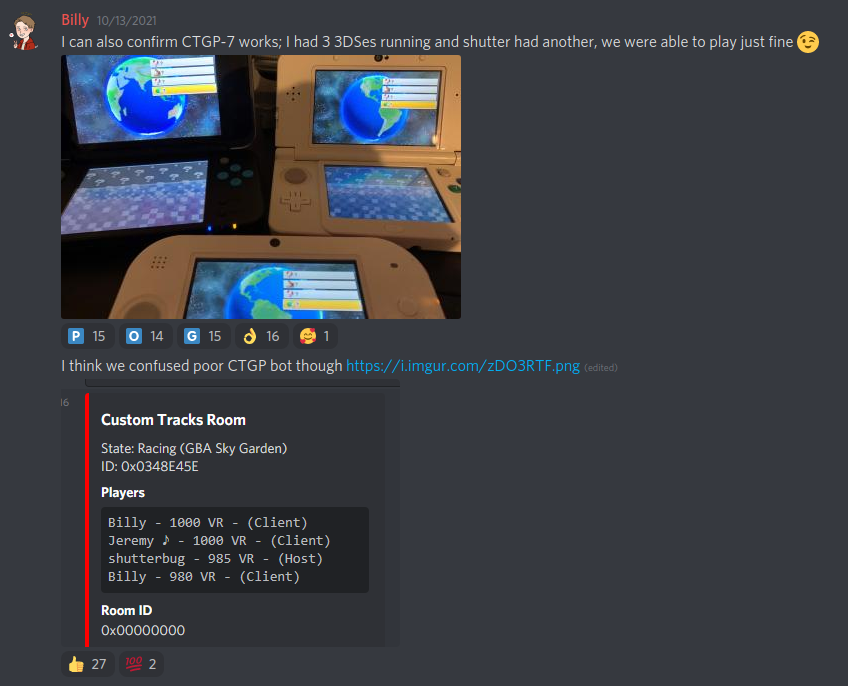 Billy 10/13/2021
I can also confirm CTGP-7 works; I had 3 3DSes running and shutter had another, we were able to play just fine 😉
P 15 O 14 G 15 👌 16 🥰 1
I think we confused poor CTGP bot though https://i.imgur.com/zDO3RTF.png (edited)
Custom Tracks Room
State: Racing (GBA Sky Garden)
ID: 0x0348E45E
Players
Billy - 1000 VR - (Client)
Jeremy ♪ - 1000 VR - (Client)
shutterbug - 985 VR - (Host)
Billy - 980 VR - (Client)
Room ID
0x00000000
👍 27 💯 2